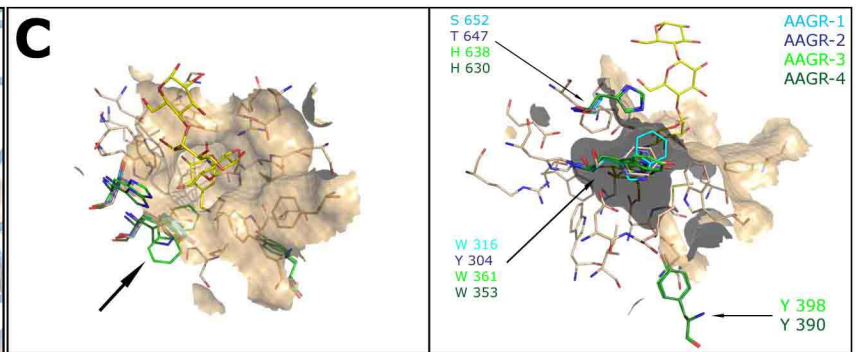 C
S 652
T 647
H 638
H 630
AAGR-1
AAGR-2
AAGR-3
AAGR-4
W 316
Y 304
W 361
W 353
Y 398
Y 390